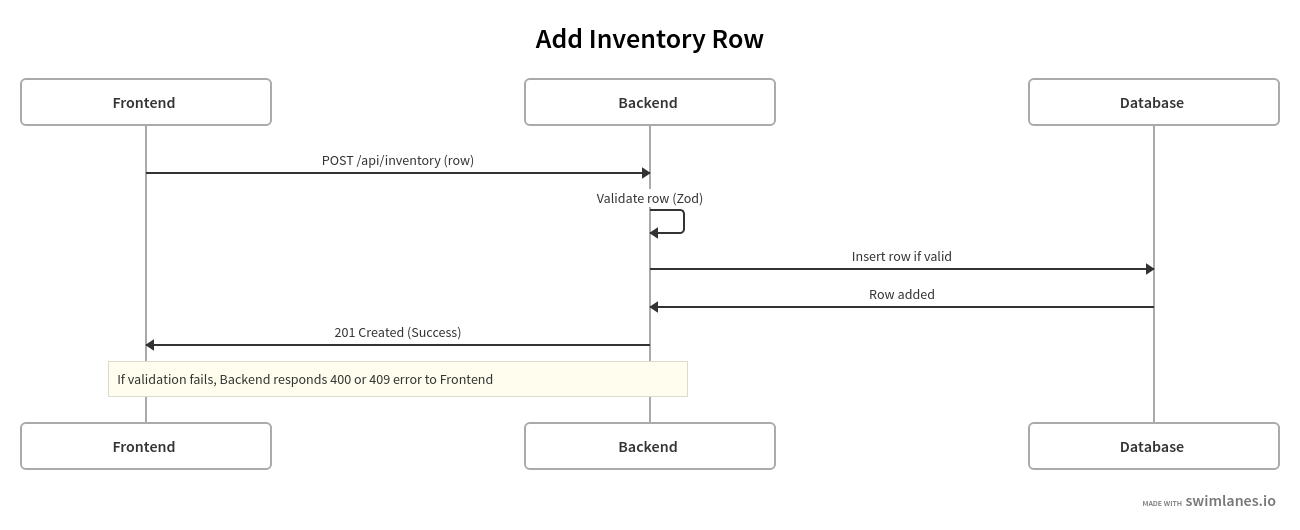 Add Inventory Row
Frontend
Backend
Database
POST /api/inventory (row)
Validate row (Zod)
Insert row if valid
Row added
201 Created (Success)
If validation fails, Backend responds 400 or 409 error to Frontend
Frontend
Backend
Database
MADE WITH swimlanes.io